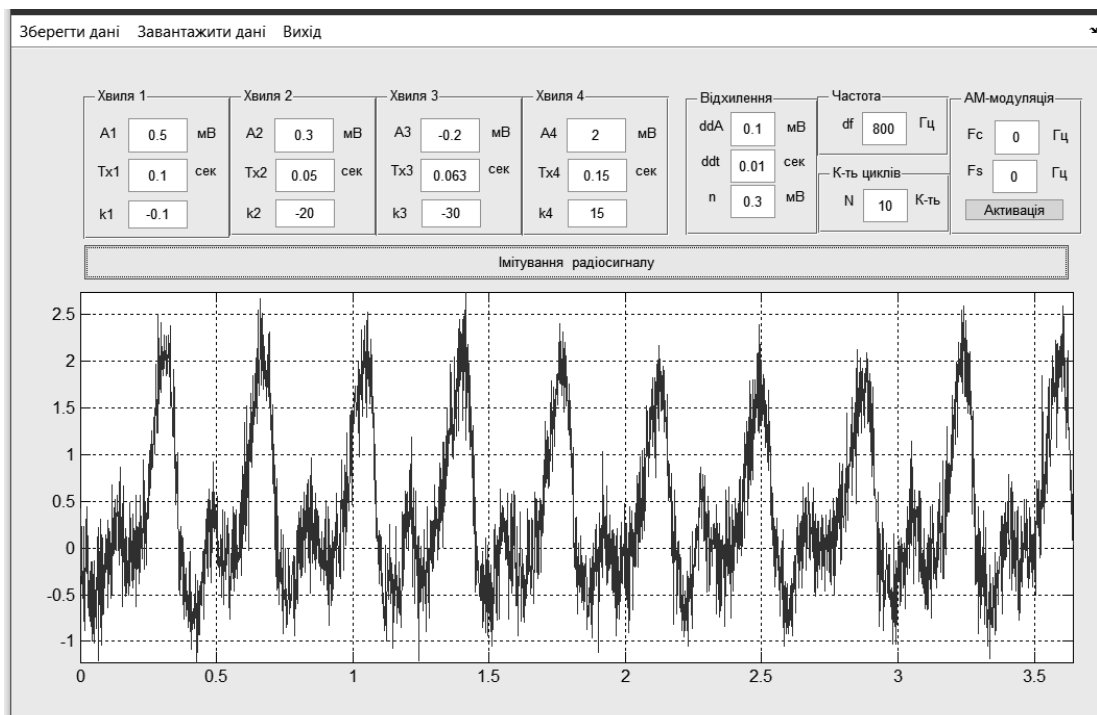 Зберегти дані Завантажити дані Вихід
Хвиля 1 Хвиля 2 Хвиля 3 Хвиля 4 Відхилення Частота АМ-модуляція
A1 0.5 мВ A2 0.3 мВ A3 -0.2 мВ A4 2 мВ ddA 0.1 мВ df 800 Гц Fc 0 Гц
Tx1 0.1 сек Tx2 0.05 сек Tx3 0.063 сек Tx4 0.15 сек ddt 0.01 сек К-ть циклів Fs 0 Гц
k1 -0.1 k2 -20 k3 -30 k4 15 n 0.3 мВ N 10 К-ть Активація
Імітування радіосигналу
2.5
2
1.5
1
0.5
0
-0.5
-1
0 0.5 1 1.5 2 2.5 3 3.5